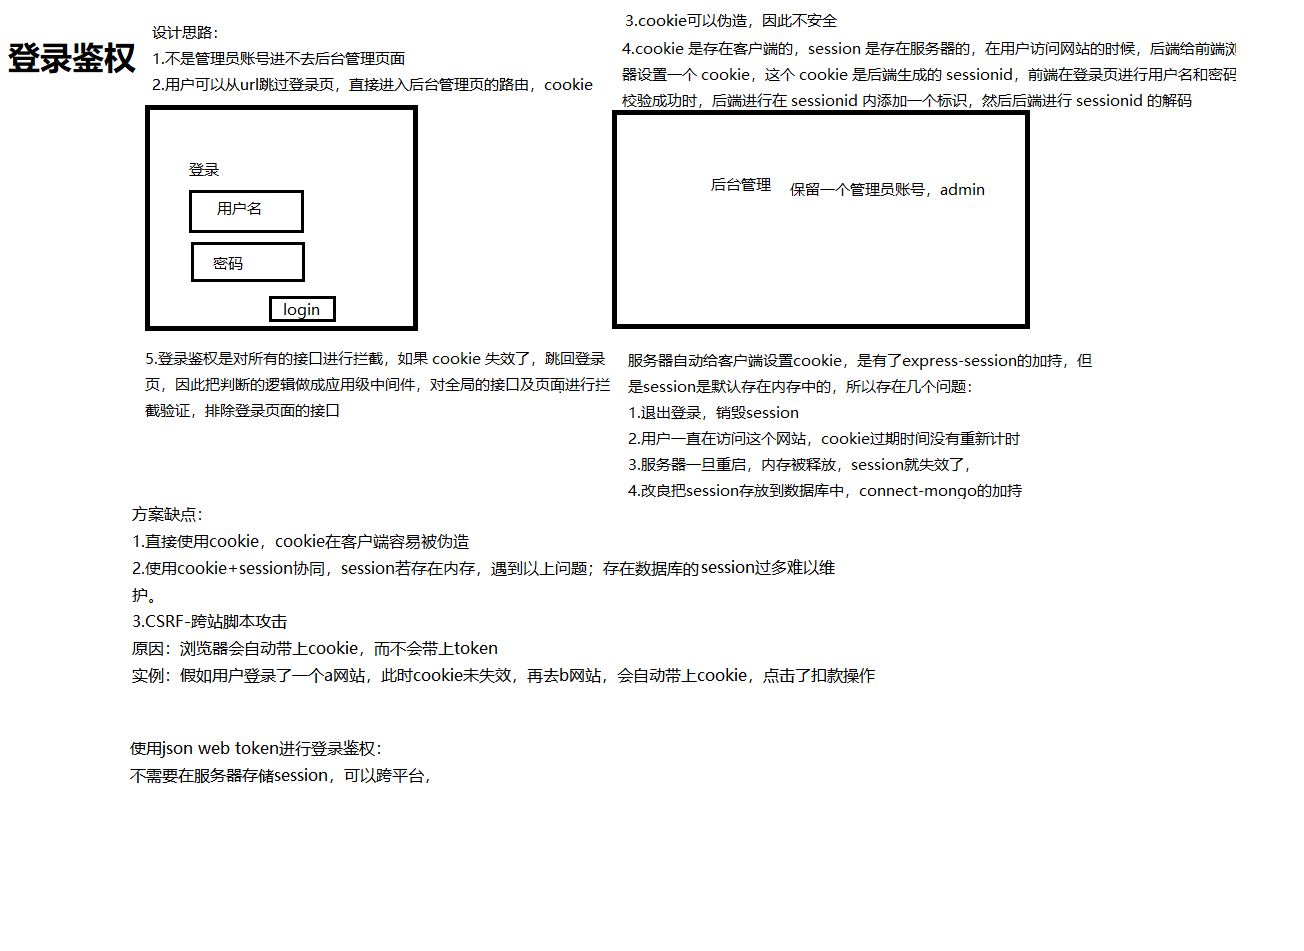 登录鉴权
设计思路：
1.不是管理员账号进不去后台管理页面
2.用户可以从url跳过登录页，直接进入后台管理页的路由，cookie
3.cookie可以伪造，因此不安全
4.cookie 是存在客户端的，session 是存在服务器的，在用户访问网站的时候，后端给前端浏
器设置一个 cookie，这个 cookie 是后端生成的 sessionid，前端在登录页进行用户名和密码
校验成功时，后端进行在 sessionid 内添加一个标识，然后后端进行 sessionid 的解码
登录
用户名
密码
login
后台管理
保留一个管理员账号，admin
5.登录鉴权是对所有的接口进行拦截，如果 cookie 失效了，跳回登录
页，因此把判断的逻辑做成应用级中间件，对全局的接口及页面进行拦
截验证，排除登录页面的接口
服务器自动给客户端设置cookie，是有了express-session的加持，但
是session是默认存在内存中的，所以存在几个问题：
1.退出登录，销毁session
2.用户一直在访问这个网站，cookie过期时间没有重新计时
3.服务器一旦重启，内存被释放，session就失效了，
4.改良把session存放到数据库中，connect-mongo的加持
方案缺点：
1.直接使用cookie，cookie在客户端容易被伪造
2.使用cookie+session协同，session若存在内存，遇到以上问题；存在数据库的session过多难以维
护。
3.CSRF-跨站脚本攻击
原因：浏览器会自动带上cookie，而不会带上token
实例：假如用户登录了一个a网站，此时cookie未失效，再去b网站，会自动带上cookie，点击了扣款操作
使用json web token进行登录鉴权：
不需要在服务器存储session，可以跨平台，